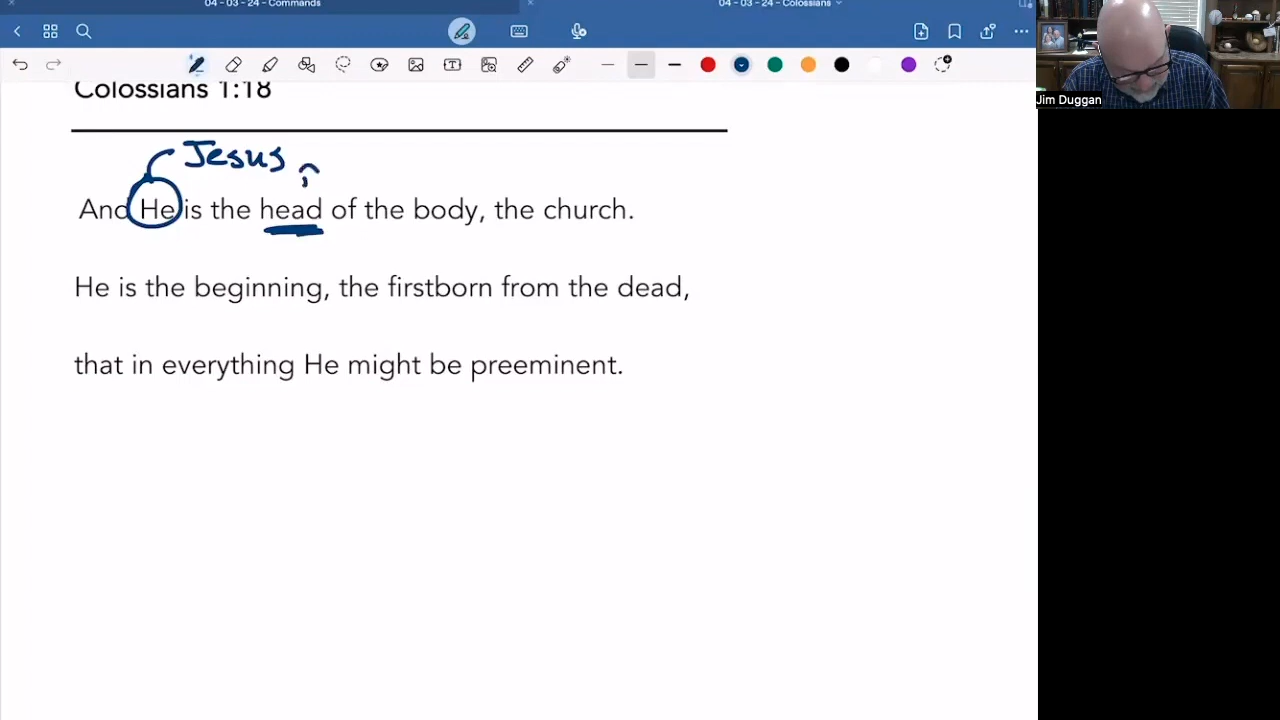 04 - 03 - 24 - Commands
04 - 03 - 24 - Colossians
Jim Duggan
Colossians 1:18
Jesus
And He is the head of the body, the church.
He is the beginning, the firstborn from the dead,
that in everything He might be preeminent.